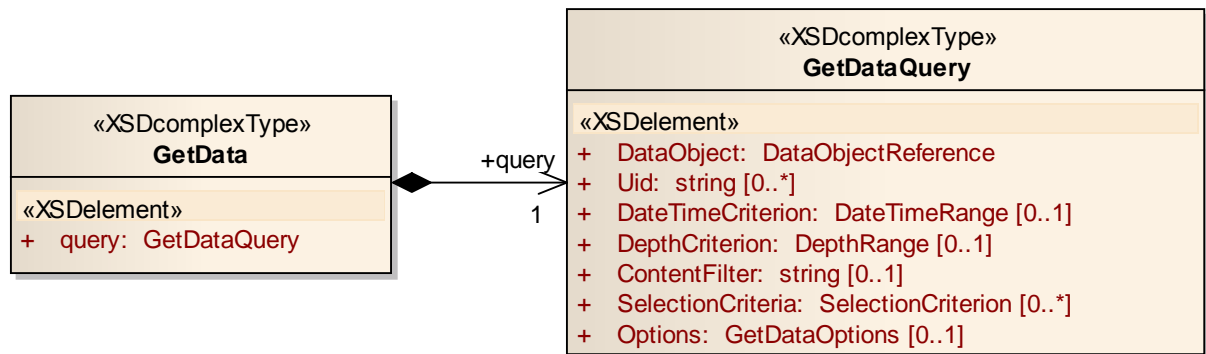 «XSDcomplexType»
GetData
«XSDelement»
+ query: GetDataQuery
+query
1
«XSDcomplexType»
GetDataQuery
«XSDelement»
+ DataObject: DataObjectReference
+ Uid: string [0..*]
+ DateTimeCriterion: DateTimeRange [0..1]
+ DepthCriterion: DepthRange [0..1]
+ ContentFilter: string [0..1]
+ SelectionCriteria: SelectionCriterion [0..*]
+ Options: GetDataOptions [0..1]